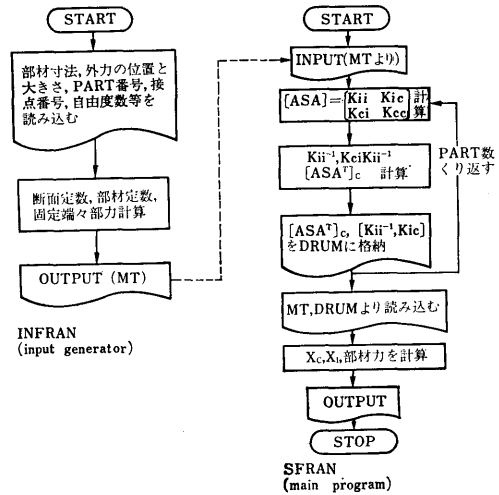 START
部材寸法,外力の位置と
大きさ,PART番号,接
点番号,自由度数等を
読み込む
断面定数,部材定数,
固定端々部力計算
OUTPUT (MT)
INFRAN
(input generator)
START
INPUT(MTより)
[ASA]=[Kii Kic 計
Kci Kcc] 算
Kii⁻¹,KciKii⁻¹
[ASAᵀ]c 計算
[ASAᵀ]c, [Kii⁻¹,Kic]
をDRUMに格納
PART数
くり返す
MT,DRUMより読み込む
Xc,Xi,部材力を計算
OUTPUT
STOP
SFRAN
(main program)